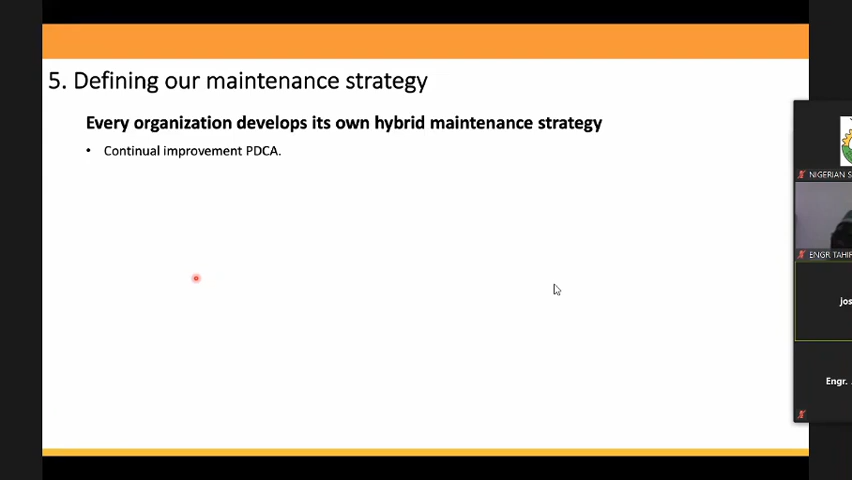 5. Defining our maintenance strategy
Every organization develops its own hybrid maintenance strategy
• Continual improvement PDCA.
NIGERIAN S
ENGR TAHIR
jos
Engr.